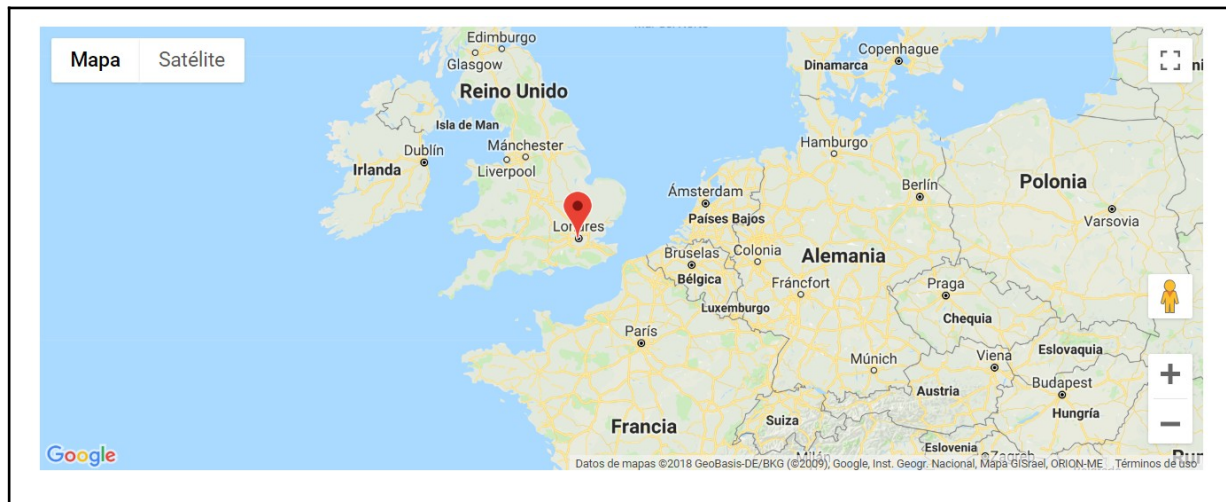 Mapa
Satélite
Edimburgo
Glasgow
Reino Unido
Isla de Man
Dublín
Irlanda
Mánchester
Liverpool
Londres
Copenhague
Dinamarca
Hamburgo
Ámsterdam
Países Bajos
Berlín
Polonia
Varsovia
Bruselas
Bélgica
Colonia
Alemania
Fráncfort
Luxemburgo
Praga
Chequia
París
Múnich
Viena
Eslovaquia
Austria
Budapest
Hungría
Francia
Suiza
Eslovenia
Zagreb
Milán
Google
Datos de mapas ©2018 GeoBasis-DE/BKG (©2009), Google, Inst. Geogr. Nacional, Mapa GISrael, ORION-ME
Términos de uso